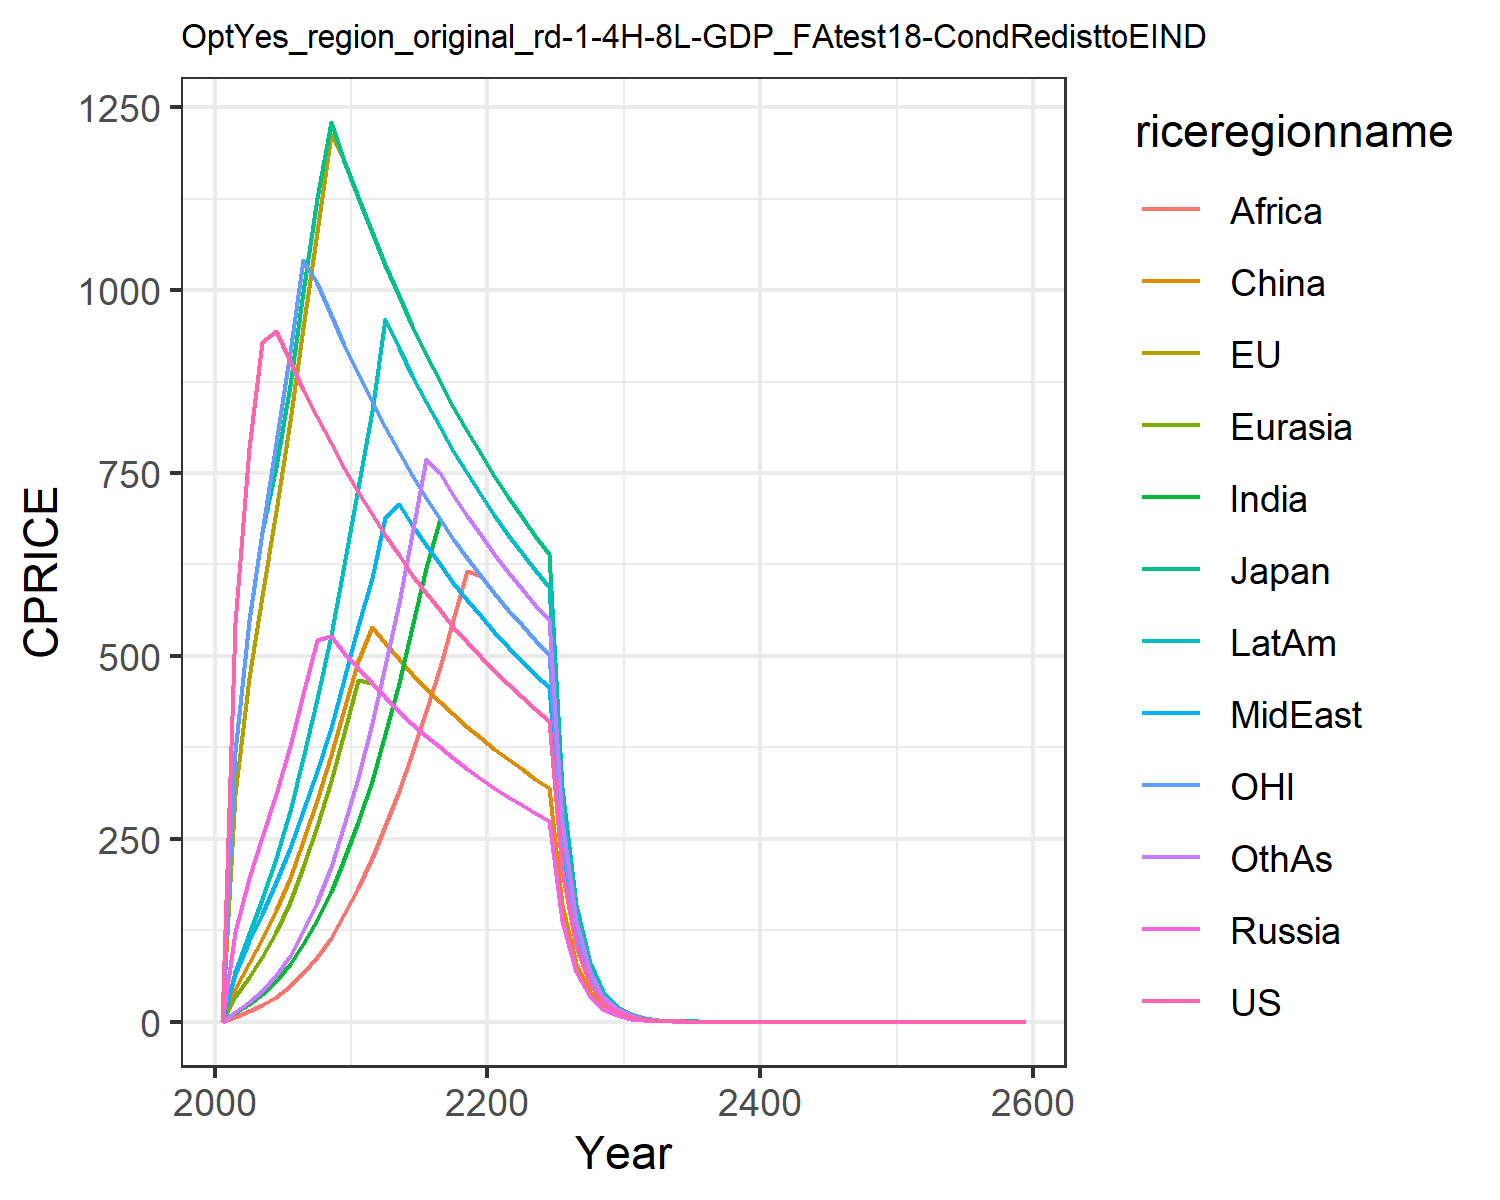 OptYes_region_original_rd-1-4H-8L-GDP_FAtest18-CondRedisttoEIND
1250
1000
750
500
250
0
CPRICE
2000 2200 2400 2600
Year
riceregionname
Africa
China
EU
Eurasia
India
Japan
LatAm
MidEast
OHI
OthAs
Russia
US